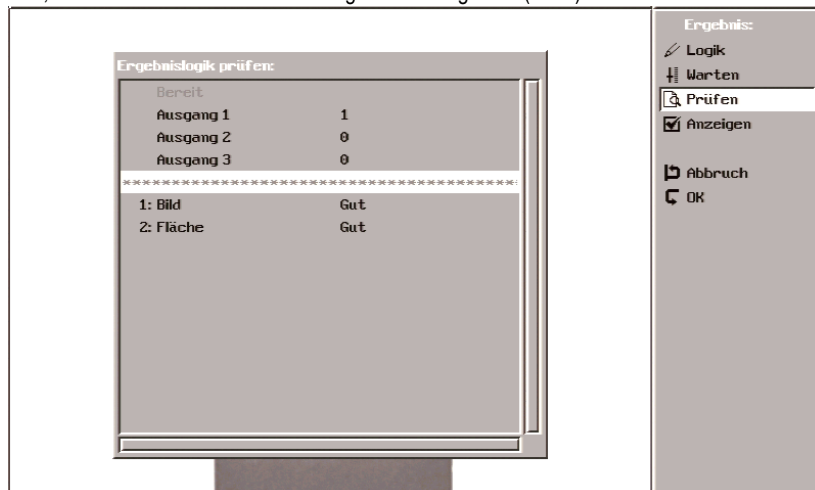 Ergebnislogik prüfen:
Bereit
Ausgang 1 1
Ausgang 2 0
Ausgang 3 0
******************************************
1: Bild Gut
2: Fläche Gut
Ergebnis:
Logik
Warten
Prüfen
Anzeigen
Abbruch
OK